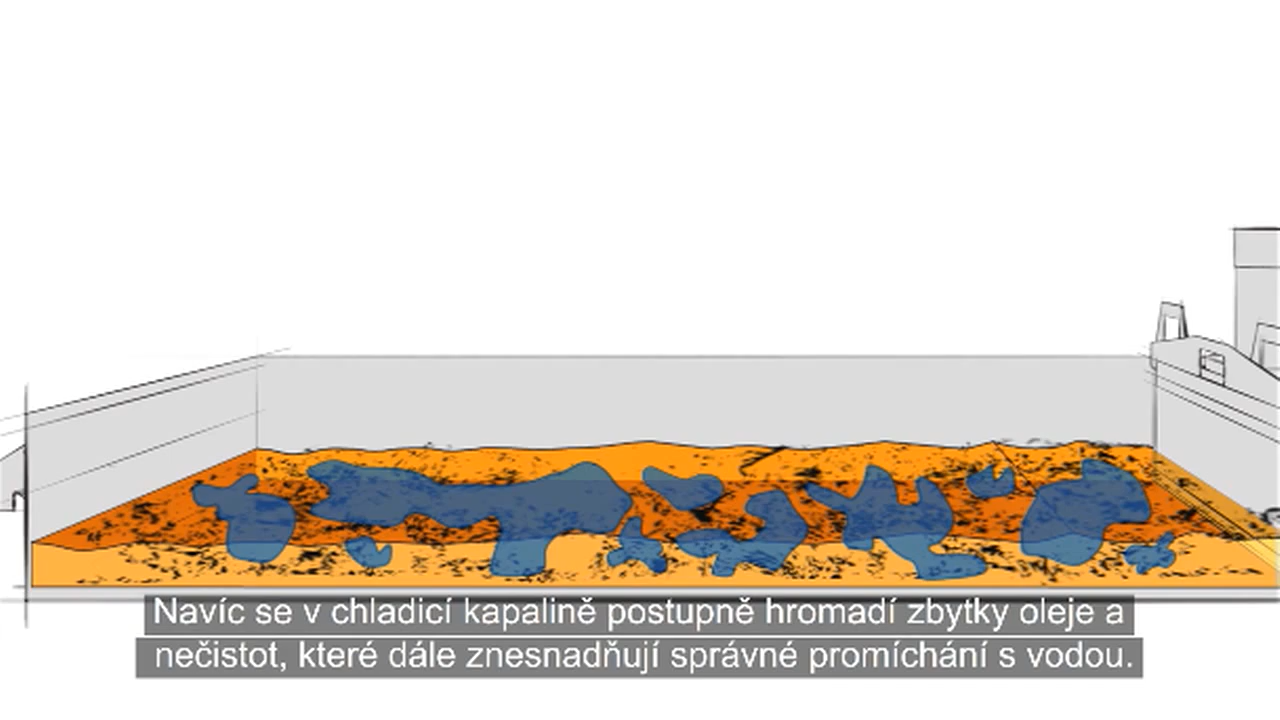 Navíc se v chladicí kapalině postupně hromadí zbytky oleje a
nečistot, které dále znesnadňují správné promíchání s vodou.